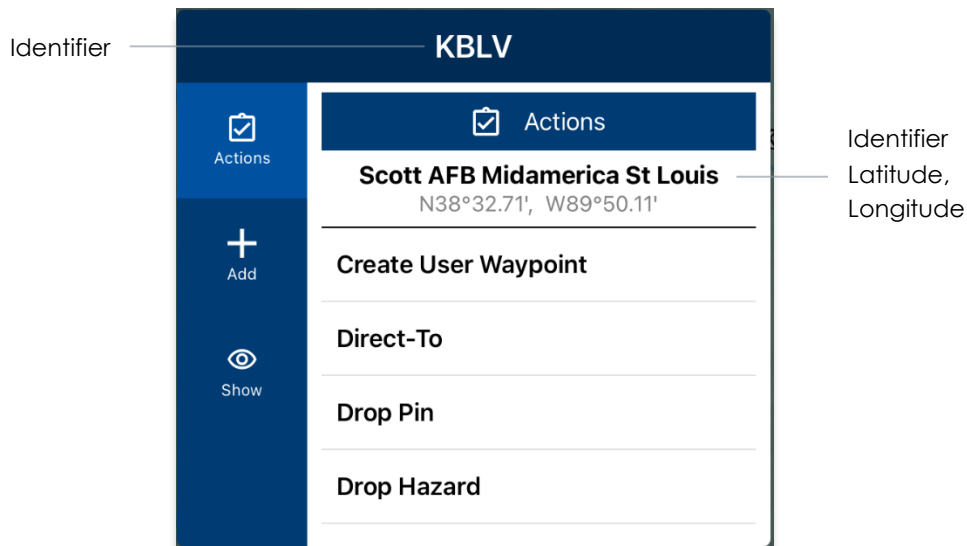 Identifier
KBLV
Actions
Actions
Scott AFB Midamerica St Louis
N38°32.71', W89°50.11'
Identifier
Latitude,
Longitude
Add
Create User Waypoint
Direct-To
Show
Drop Pin
Drop Hazard